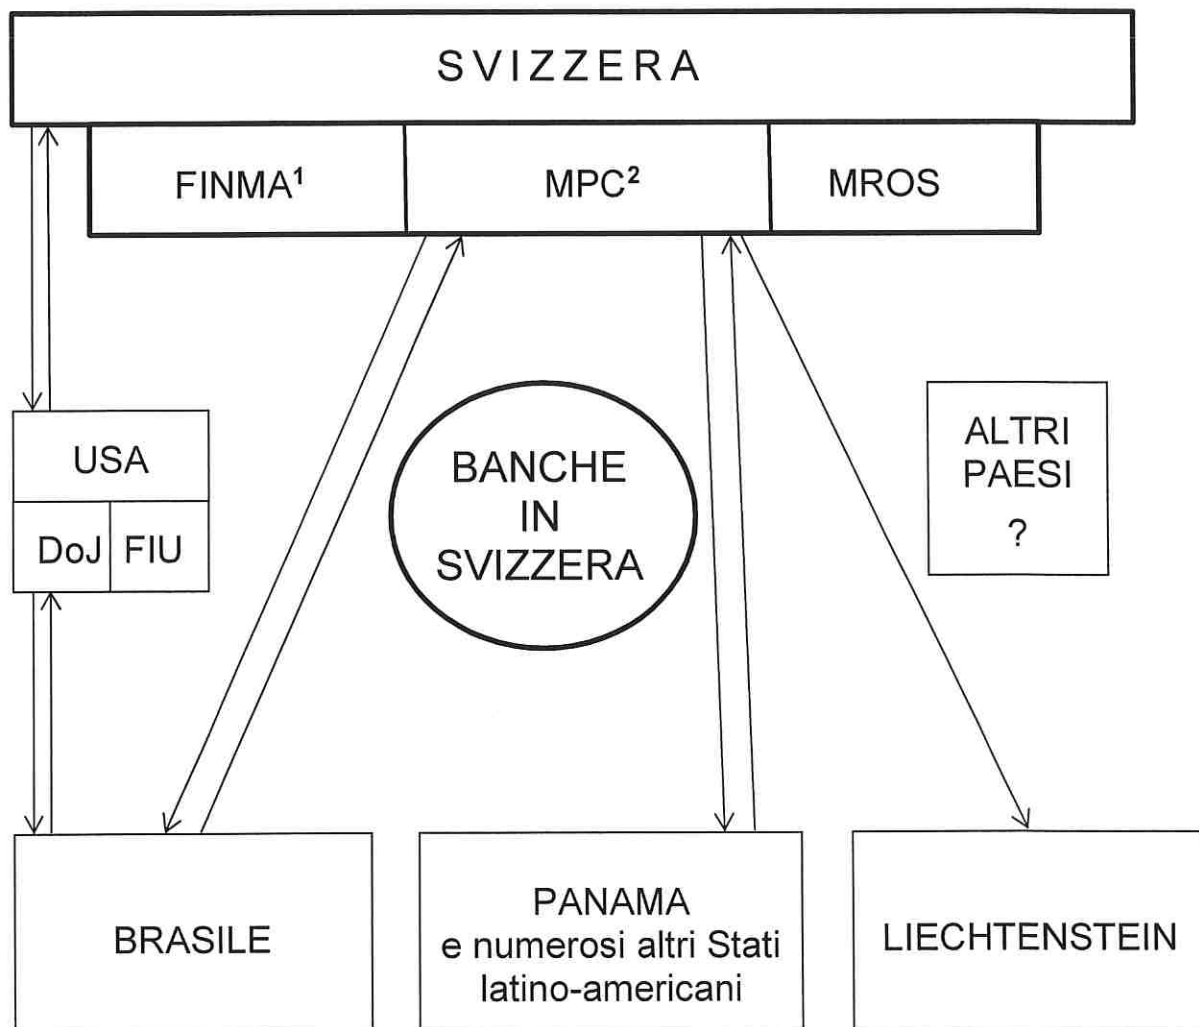 SVIZZERA
FINMA¹
MPC²
MROS
USA
DoJ
FIU
BANCHE
IN
SVIZZERA
ALTRI
PAESI
?
BRASILE
PANAMA
e numerosi altri Stati
latino-americani
LIECHTENSTEIN